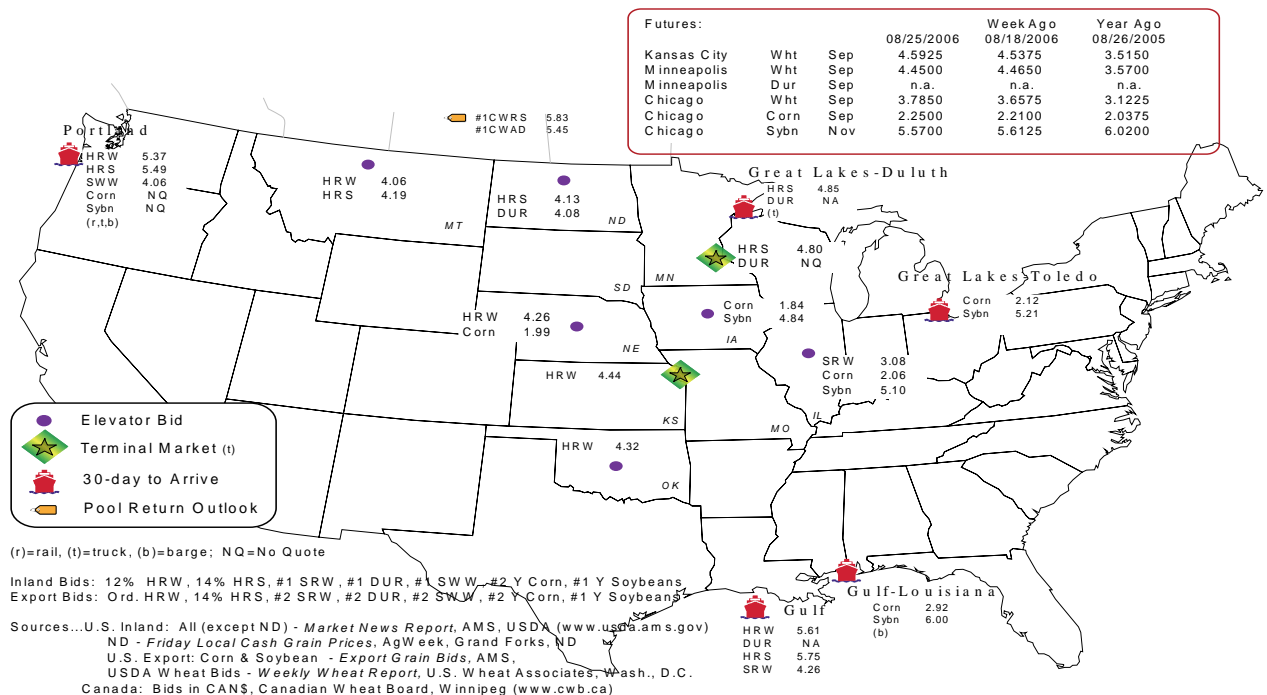 Futures: Week Ago Year Ago
08/25/2006 08/18/2006 08/26/2005
Kansas City Wht Sep 4.5925 4.5375 3.5150
Minneapolis Wht Sep 4.4500 4.4650 3.5700
Minneapolis Dur Sep n.a. n.a. n.a.
Chicago Wht Sep 3.7850 3.6575 3.1225
Chicago Corn Sep 2.2500 2.2100 2.0375
Chicago Sybn Nov 5.5700 5.6125 6.0200
#1CWRS 5.83
#1CWAD 5.45
Portland
HRW 5.37
HRS 5.49
SWW 4.06
Corn NQ
Sybn NQ
(r,t,b)
HRW 4.06
HRS 4.19
MT
HRS 4.13
DUR 4.08
ND
Great Lakes-Duluth
HRS 4.85
DUR NA
(t)
HRS 4.80
DUR NQ
MN
SD
Great Lakes-Toledo
Corn 2.12
Sybn 5.21
HRW 4.26
Corn 1.99
NE
Corn 1.84
Sybn 4.84
IA
SRW 3.08
Corn 2.06
Sybn 5.10
IL
HRW 4.44
KS
MO
HRW 4.32
OK
Elevator Bid
Terminal Market (t)
30-day to Arrive
Pool Return Outlook
Gulf-Louisiana
Corn 2.92
Sybn 6.00
(b)
Gulf
HRW 5.61
DUR NA
HRS 5.75
SRW 4.26
(r)=rail, (t)=truck, (b)=barge; NQ=No Quote
Inland Bids: 12% HRW, 14% HRS, #1 SRW, #1 DUR, #1 SWW, #2 Y Corn, #1 Y Soybeans
Export Bids: Ord. HRW, 14% HRS, #2 SRW, #2 DUR, #2 SWW, #2 Y Corn, #1 Y Soybeans
Sources...U.S. Inland: All (except ND) - Market News Report, AMS, USDA (www.usda.ams.gov)
ND - Friday Local Cash Grain Prices, AgWeek, Grand Forks, ND
U.S. Export: Corn & Soybean - Export Grain Bids, AMS,
USDA Wheat Bids - Weekly Wheat Report, U.S. Wheat Associates, Wash., D.C.
Canada: Bids in CAN$, Canadian Wheat Board, Winnipeg (www.cwb.ca)